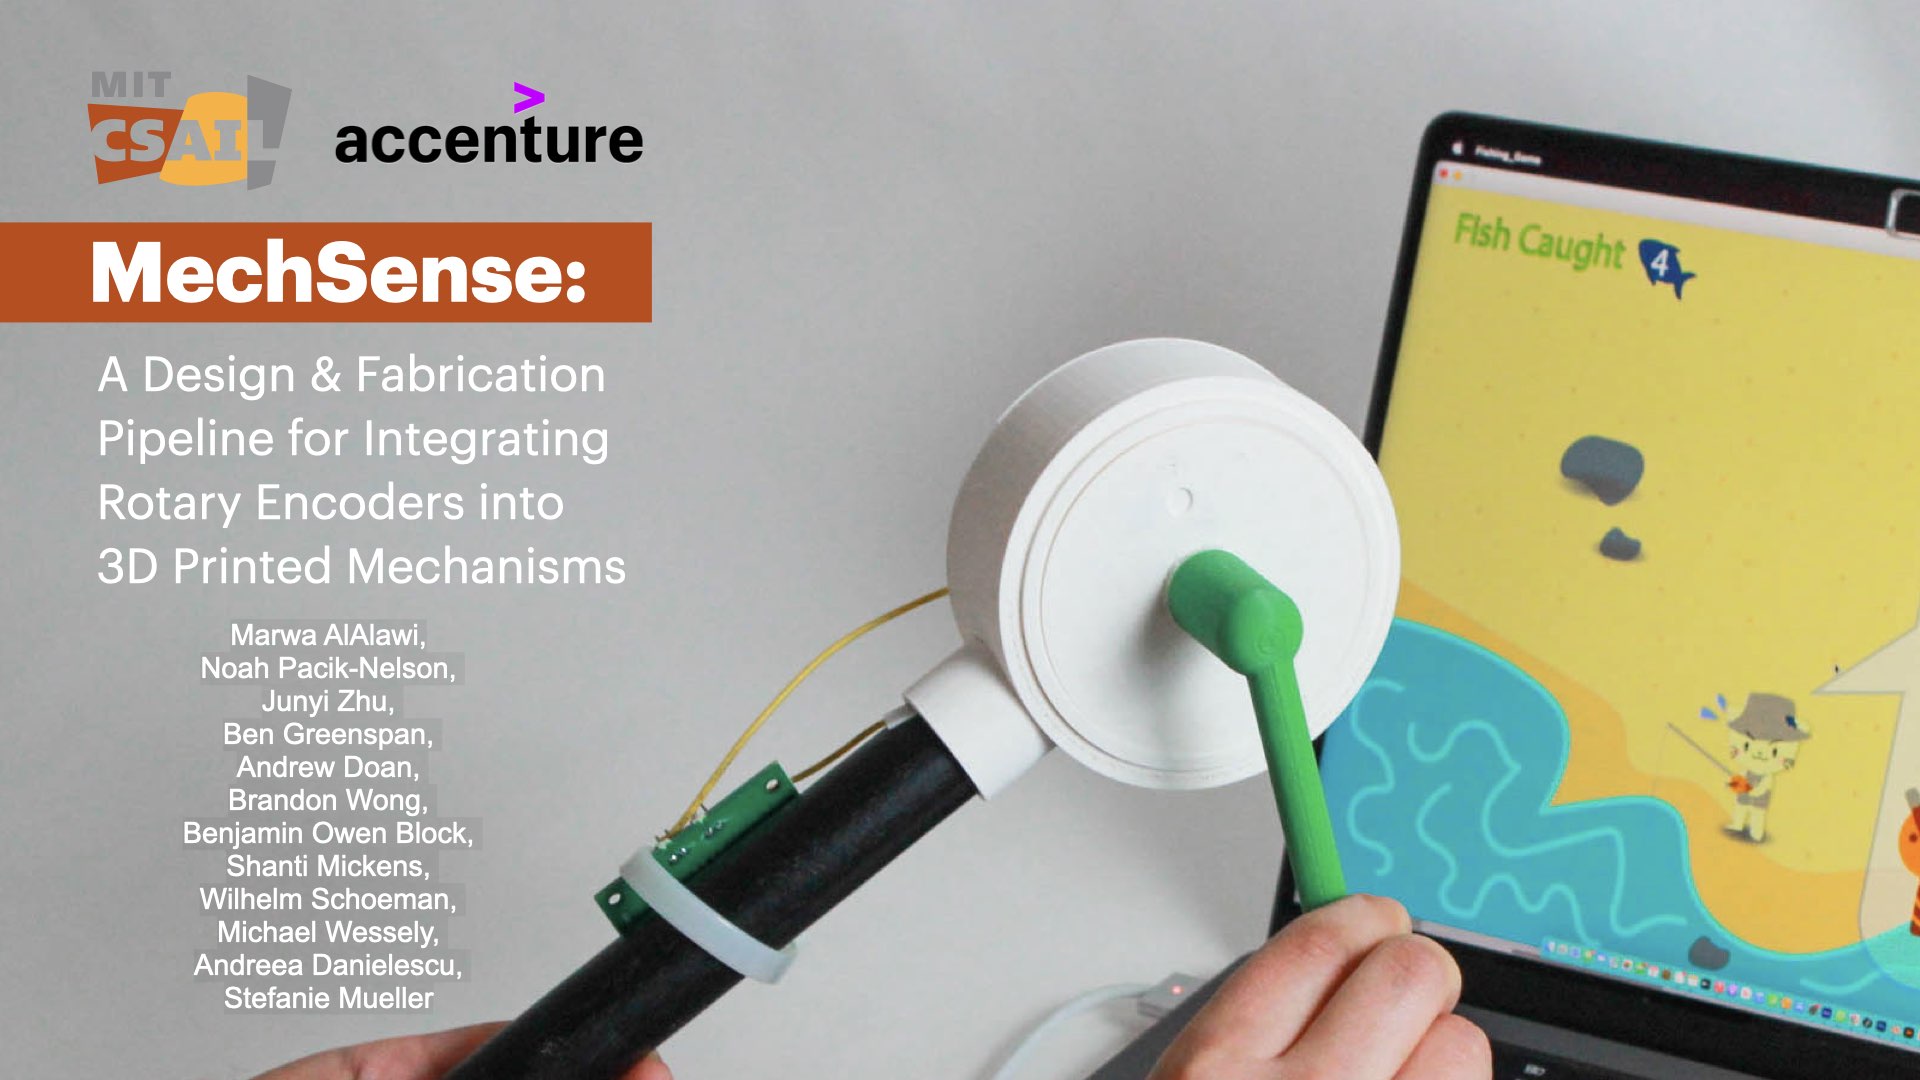 MIT
CSAIL
>
accenture
MechSense:
A Design & Fabrication
Pipeline for Integrating
Rotary Encoders into
3D Printed Mechanisms
Marwa AlAlawi,
Noah Pacik-Nelson,
Junyi Zhu,
Ben Greenspan,
Andrew Doan,
Brandon Wong,
Benjamin Owen Block,
Shanti Mickens,
Wilhelm Schoeman,
Michael Wessely,
Andreea Danielescu,
Stefanie Mueller
Fishing_Game
Fish Caught 4